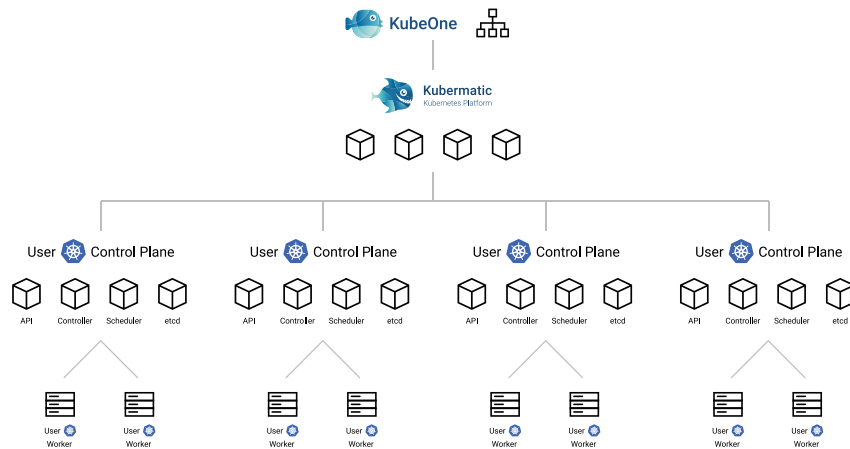 KubeOne
Kubermatic
Kubernetes Platform
User Control Plane User Control Plane User Control Plane User Control Plane
API Controller Scheduler etcd API Controller Scheduler etcd API Controller Scheduler etcd API Controller Scheduler etcd
User User User User User User User User
Worker Worker Worker Worker Worker Worker Worker Worker